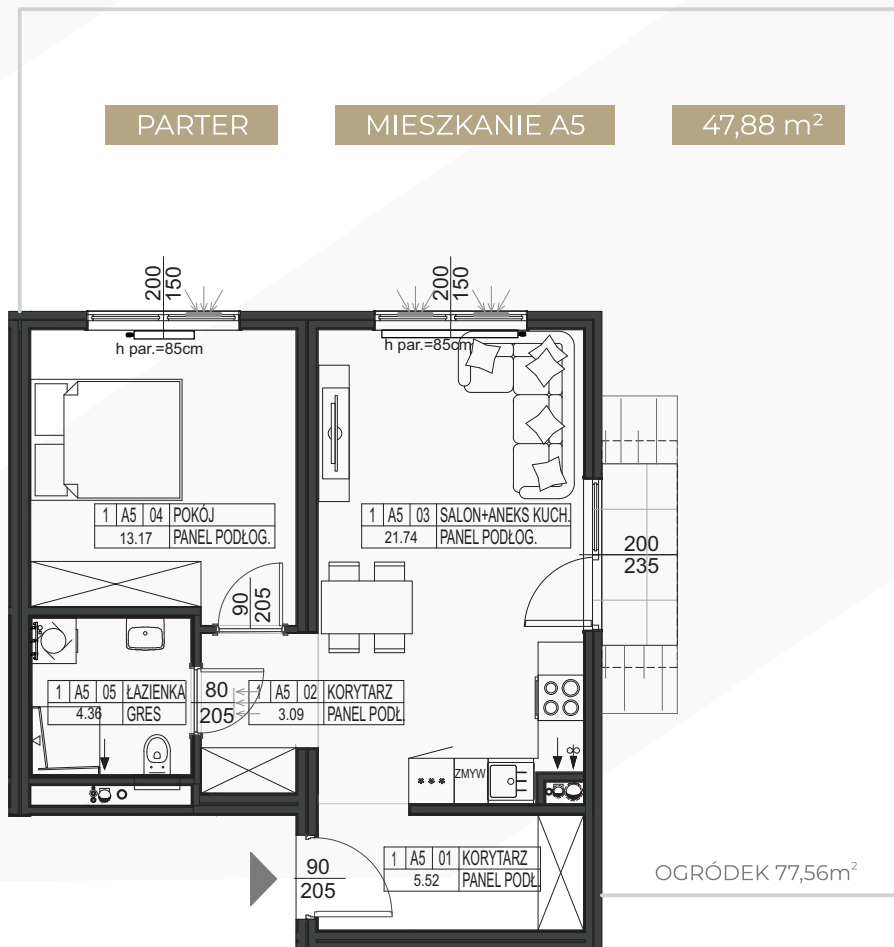 PARTER
MIESZKANIE A5
47,88 m²
200
150
200
150
h par.=85cm
h par.=85cm
1 A5 04 POKÓJ
13.17 PANEL PODŁOG.
1 A5 03 SALON+ANEKS KUCH.
21.74 PANEL PODŁOG.
200
235
90
205
1 A5 05 ŁAZIENKA
4.36 GRES
80
205
1 A5 02 KORYTARZ
3.09 PANEL PODŁ.
ZMYW
90
205
1 A5 01 KORYTARZ
5.52 PANEL PODŁ.
OGRÓDEK 77,56m²